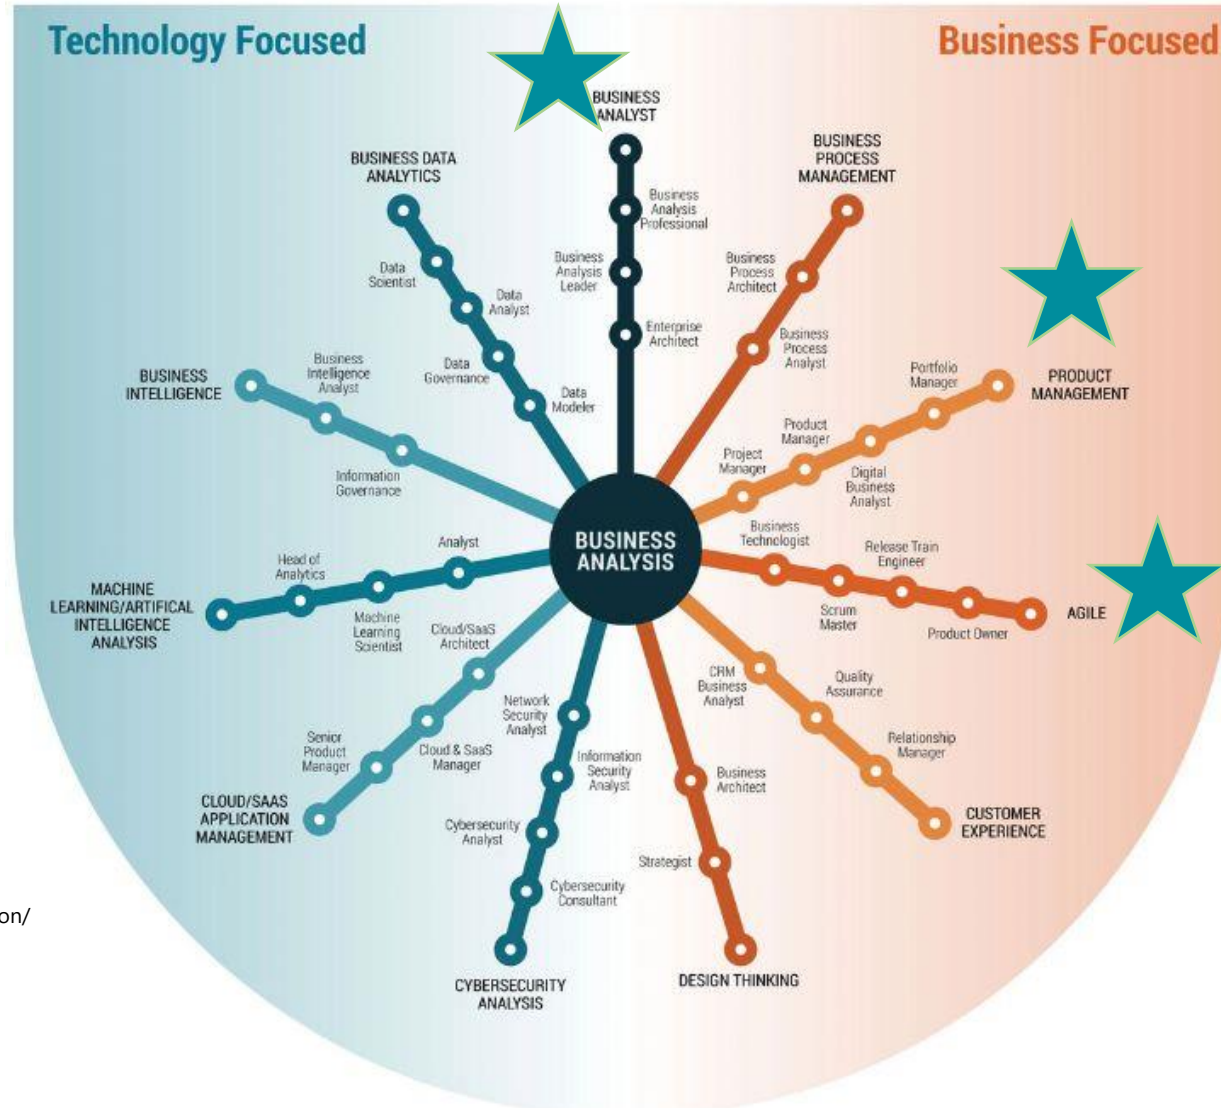 Technology Focused
Business Focused
BUSINESS
ANALYST
Business
Analysis
Professional
Business
Analysis
Leader
Enterprise
Architect
BUSINESS DATA
ANALYTICS
Data
Scientist
Data
Analyst
Data
Governance
Data
Modeler
BUSINESS
PROCESS
MANAGEMENT
Business
Process
Architect
Business
Process
Analyst
BUSINESS
INTELLIGENCE
Business
Intelligence
Analyst
Information
Governance
Portfolio
Manager
PRODUCT
MANAGEMENT
Product
Manager
Project
Manager
Digital
Business
Analyst
BUSINESS
ANALYSIS
MACHINE
LEARNING/ARTIFICAL
INTELLIGENCE
ANALYSIS
Head of
Analytics
Analyst
Machine
Learning
Scientist
Business
Technologist
Release Train
Engineer
Scrum
Master
Product Owner
AGILE
Cloud/SaaS
Architect
Cloud & SaaS
Manager
Senior
Product
Manager
CLOUD/SAAS
APPLICATION
MANAGEMENT
Network
Security
Analyst
Information
Security
Analyst
Cybersecurity
Analyst
Cybersecurity
Consultant
CYBERSECURITY
ANALYSIS
Business
Architect
Strategist
DESIGN THINKING
CRM
Business
Analyst
Quality
Assurance
Relationship
Manager
CUSTOMER
EXPERIENCE
on/